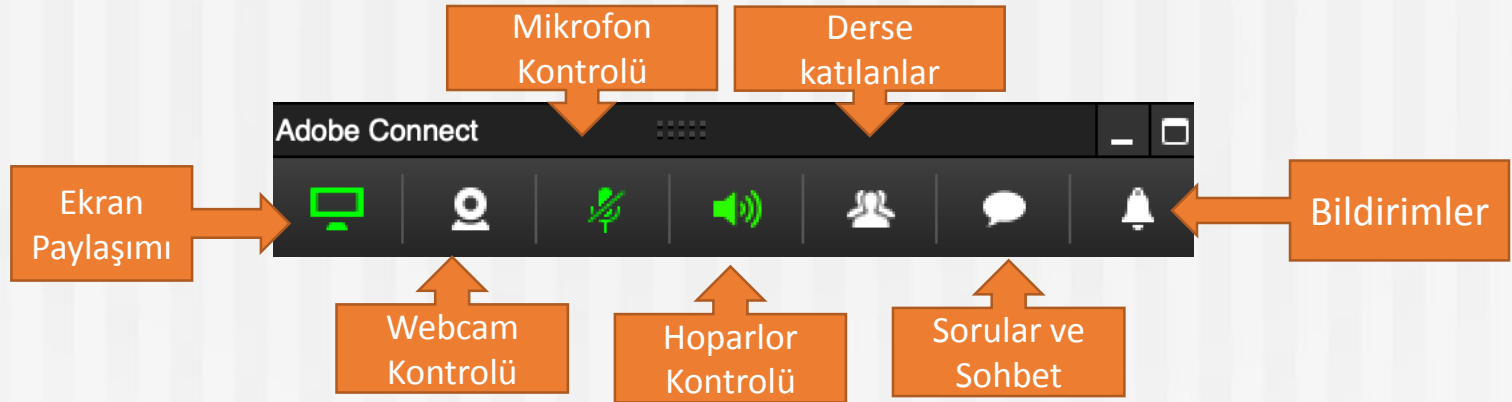 Mikrofon
Kontrolü
Derse
katılanlar
Adobe Connect
Ekran
Paylaşımı
Bildirimler
Webcam
Kontrolü
Hoparlor
Kontrolü
Sorular ve
Sohbet